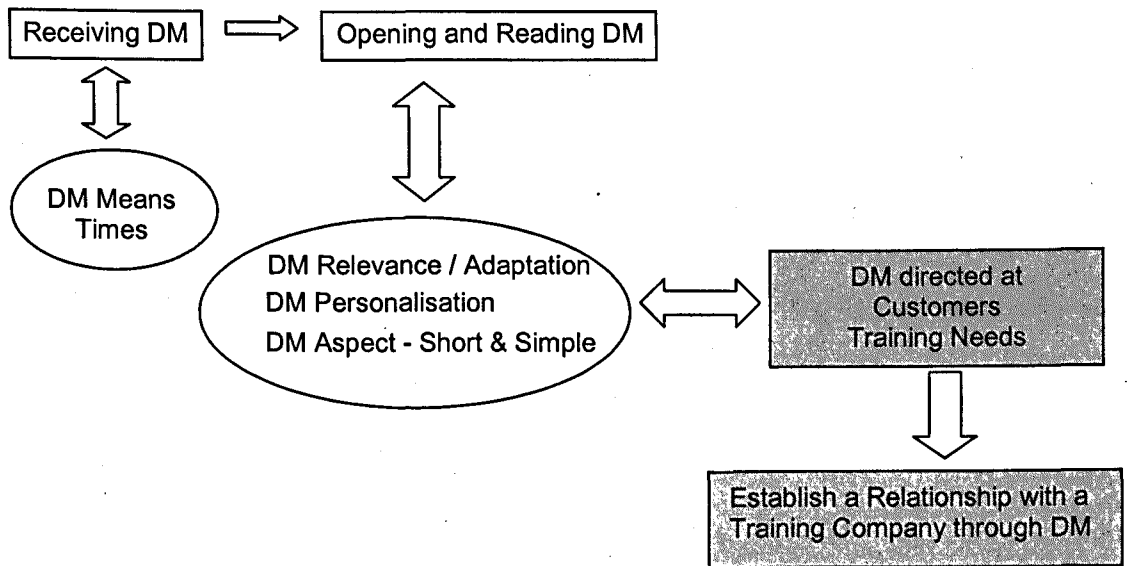 Receiving DM
Opening and Reading DM
DM Means
Times
DM Relevance / Adaptation
DM Personalisation
DM Aspect - Short & Simple
DM directed at
Customers
Training Needs
Establish a Relationship with a
Training Company through DM